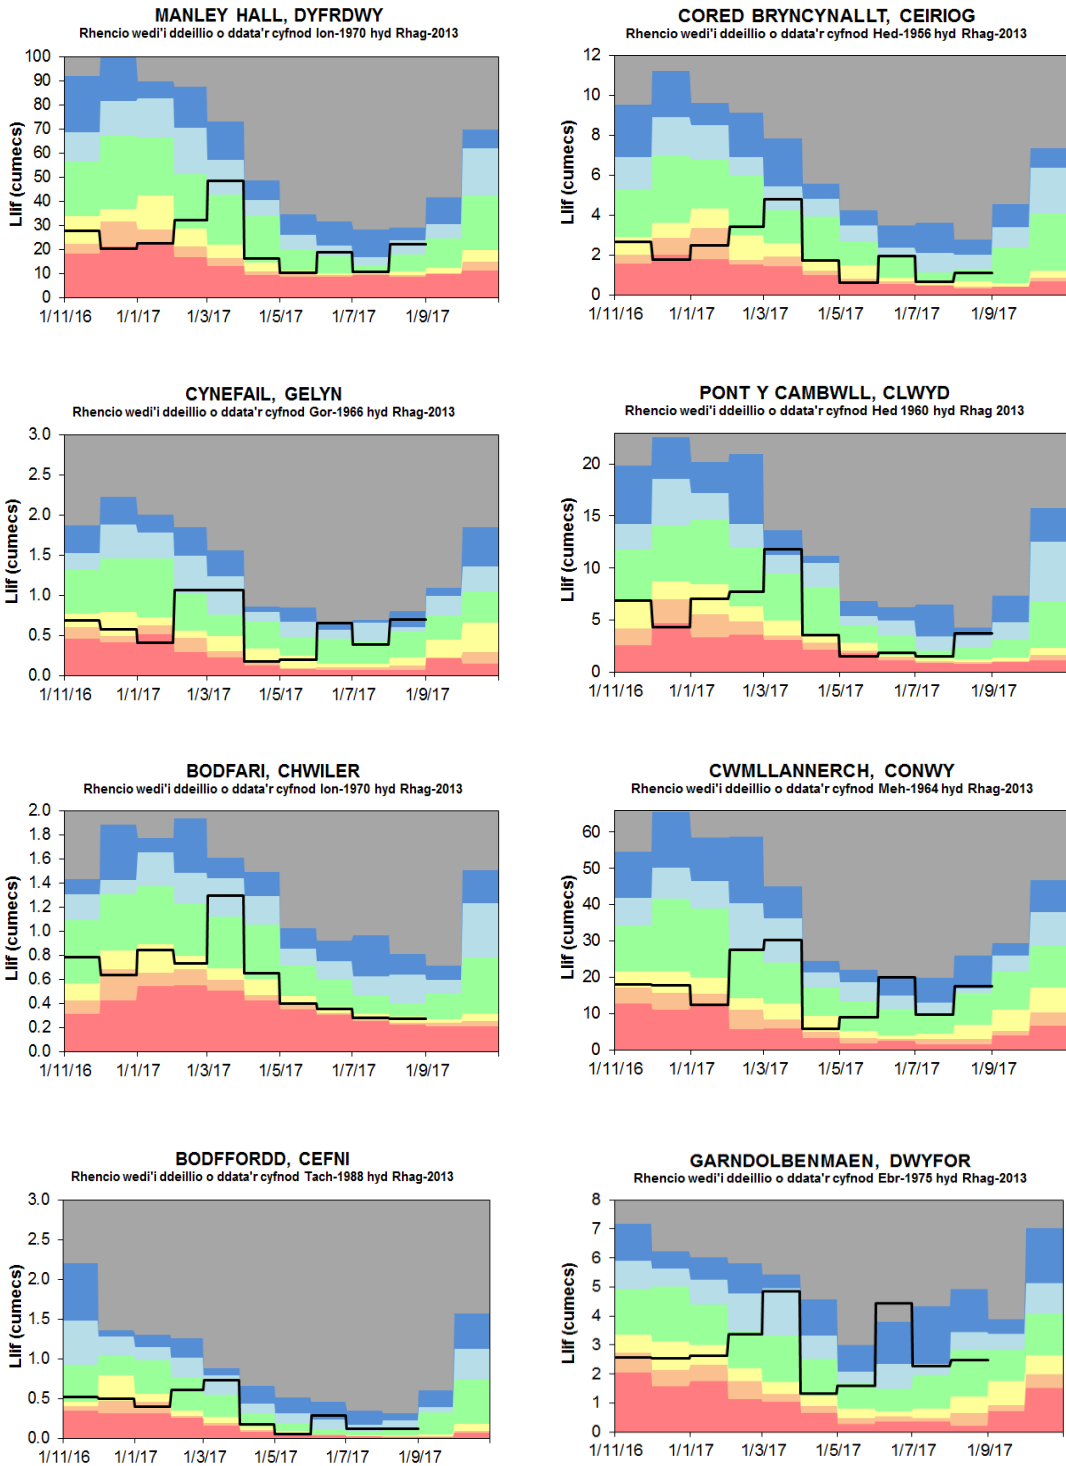 MANLEY HALL, DYFRDWY
Rhencio wedi'i ddeillio o ddata'r cyfnod Ion-1970 hyd Rhag-2013
Llif (cumecs)
100
90
80
70
60
50
40
30
20
10
0
1/11/16 1/1/17 1/3/17 1/5/17 1/7/17 1/9/17
CORED BRYNCYNALLT, CEIRIOG
Rhencio wedi'i ddeillio o ddata'r cyfnod Hed-1956 hyd Rhag-2013
Llif (cumecs)
12
10
8
6
4
2
0
1/11/16 1/1/17 1/3/17 1/5/17 1/7/17 1/9/17
CYNEFAIL, GELYN
Rhencio wedi'i ddeillio o ddata'r cyfnod Gor-1966 hyd Rhag-2013
Llif (cumecs)
3.0
2.5
2.0
1.5
1.0
0.5
0.0
1/11/16 1/1/17 1/3/17 1/5/17 1/7/17 1/9/17
PONT Y CAMBWLL, CLWYD
Rhencio wedi'i ddeillio o ddata'r cyfnod Hed 1960 hyd Rhag 2013
Llif (cumecs)
20
15
10
5
0
1/11/16 1/1/17 1/3/17 1/5/17 1/7/17 1/9/17
BODFARI, CHWILER
Rhencio wedi'i ddeillio o ddata'r cyfnod Ion-1970 hyd Rhag-2013
Llif (cumecs)
2.0
1.8
1.6
1.4
1.2
1.0
0.8
0.6
0.4
0.2
0.0
1/11/16 1/1/17 1/3/17 1/5/17 1/7/17 1/9/17
CWMLLANNERCH, CONWY
Rhencio wedi'i ddeillio o ddata'r cyfnod Meh-1964 hyd Rhag-2013
Llif (cumecs)
60
50
40
30
20
10
0
1/11/16 1/1/17 1/3/17 1/5/17 1/7/17 1/9/17
BODFFORDD, CEFNI
Rhencio wedi'i ddeillio o ddata'r cyfnod Tach-1988 hyd Rhag-2013
Llif (cumecs)
3.0
2.5
2.0
1.5
1.0
0.5
0.0
1/11/16 1/1/17 1/3/17 1/5/17 1/7/17 1/9/17
GARNDOLBENMAEN, DWYFOR
Rhencio wedi'i ddeillio o ddata'r cyfnod Ebr-1975 hyd Rhag-2013
Llif (cumecs)
8
7
6
5
4
3
2
1
0
1/11/16 1/1/17 1/3/17 1/5/17 1/7/17 1/9/17